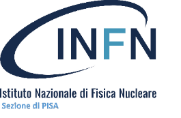 INFN
Istituto Nazionale di Fisica Nucleare
Sezione di PISA